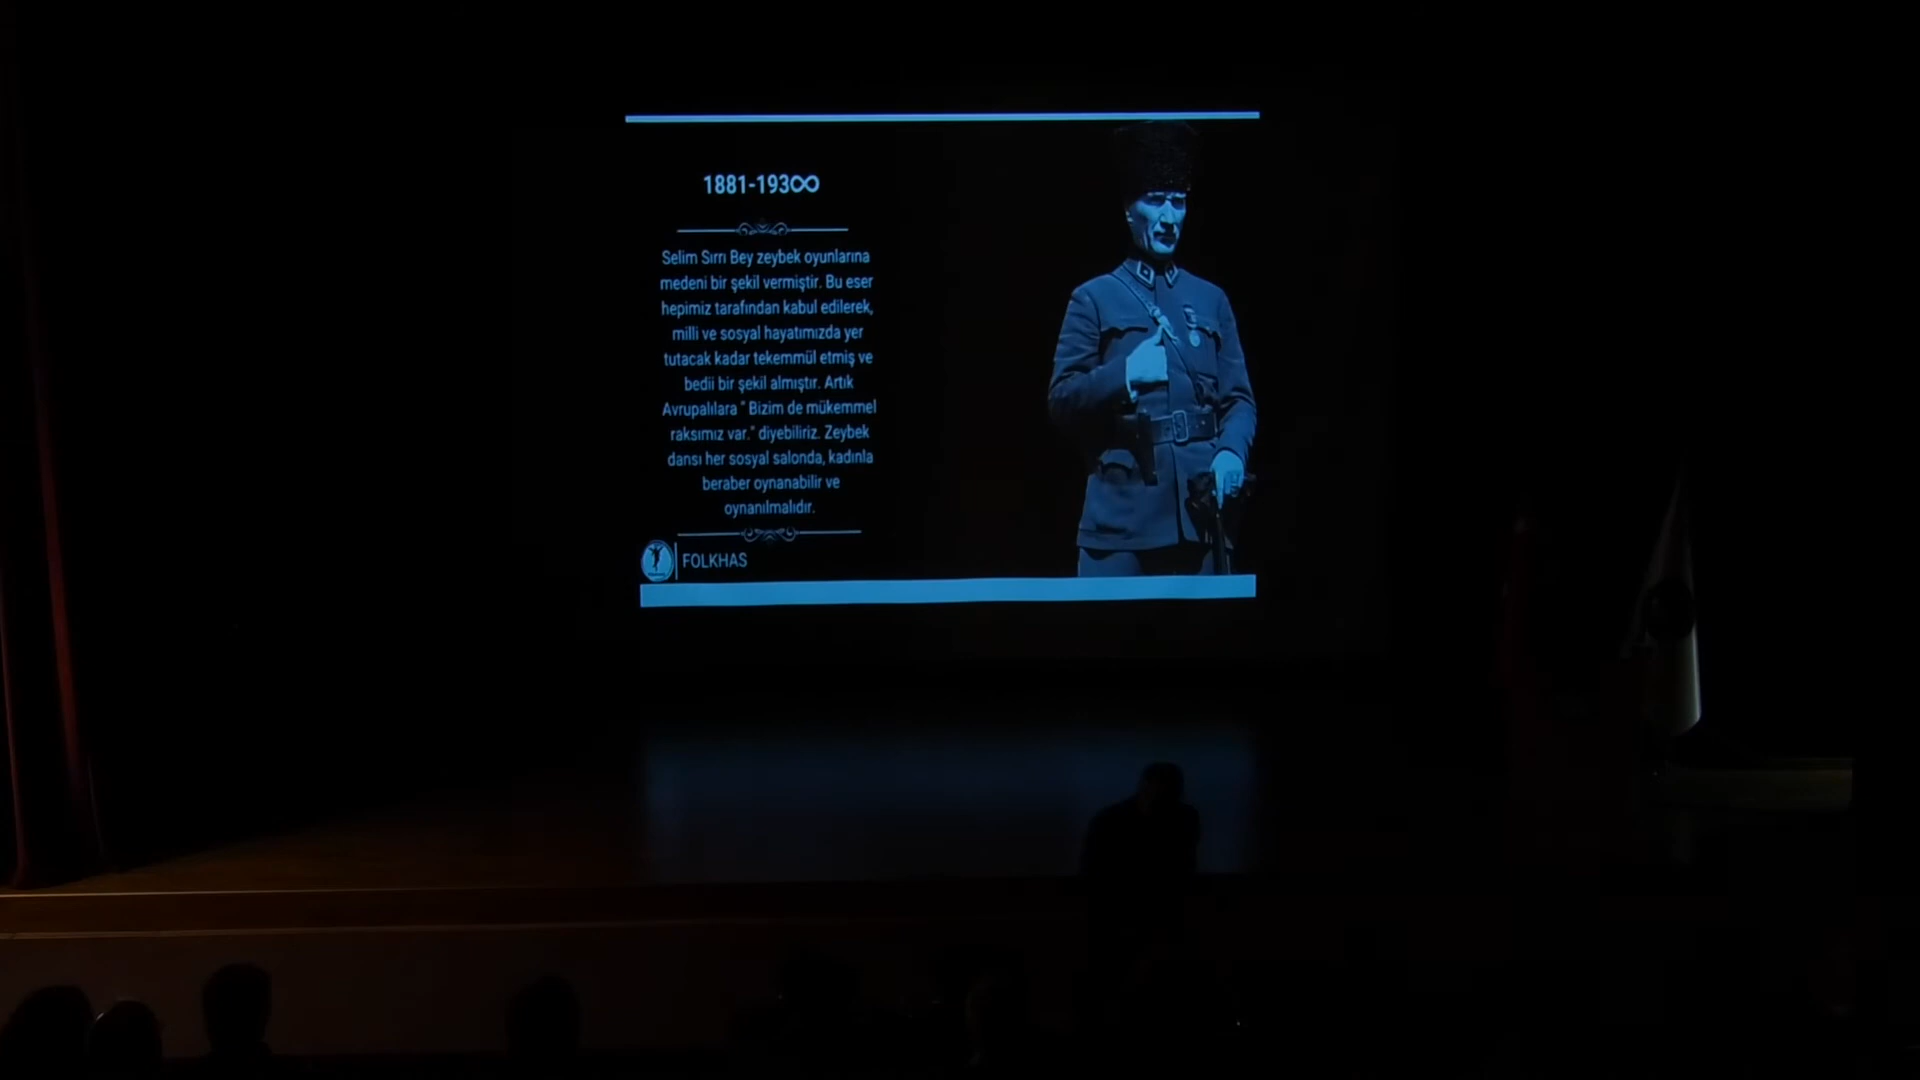 1881-193∞
Selim Sırrı Bey zeybek oyunlarına
medeni bir şekil vermiştir. Bu eser
hepimiz tarafından kabul edilerek,
milli ve sosyal hayatımızda yer
tutacak kadar tekemmül etmiş ve
bedii bir şekil almıştır. Artık
Avrupalılara " Bizim de mükemmel
raksımız var." diyebiliriz. Zeybek
dansı her sosyal salonda, kadınla
beraber oynanabilir ve
oynanılmalıdır.
FOLKHAS